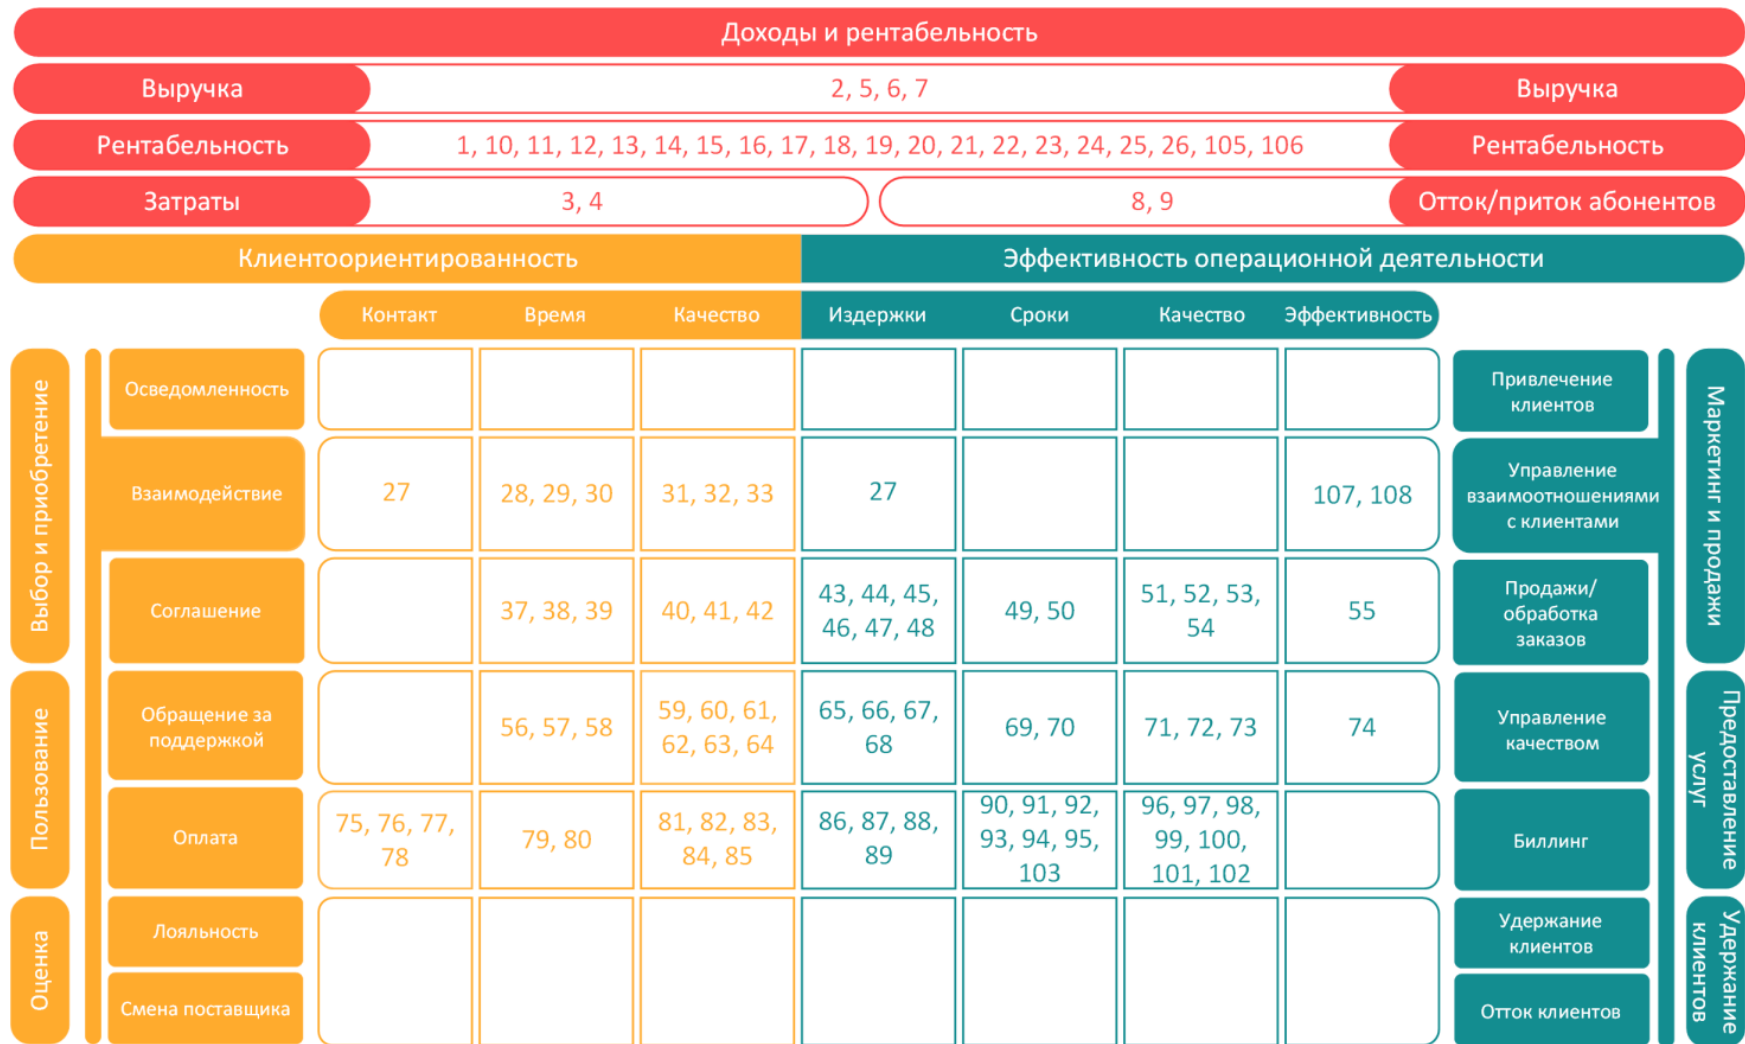 Доходы и рентабельность
Выручка
2, 5, 6, 7
Выручка
Рентабельность
1, 10, 11, 12, 13, 14, 15, 16, 17, 18, 19, 20, 21, 22, 23, 24, 25, 26, 105, 106
Рентабельность
Затраты
3, 4
8, 9
Отток/приток абонентов
Клиентоориентированность
Эффективность операционной деятельности
Контакт
Время
Качество
Издержки
Сроки
Качество
Эффективность
Выбор и приобретение
Осведомленность
Привлечение
клиентов
Маркетинг и продажи
Взаимодействие
27
28, 29, 30
31, 32, 33
27
107, 108
Управление
взаимоотношениями
с клиентами
Соглашение
37, 38, 39
40, 41, 42
43, 44, 45,
46, 47, 48
49, 50
51, 52, 53,
54
55
Продажи/
обработка
заказов
Пользование
Обращение за
поддержкой
56, 57, 58
59, 60, 61,
62, 63, 64
65, 66, 67,
68
69, 70
71, 72, 73
74
Управление
качеством
Предоставление
услуг
Оплата
75, 76, 77,
78
79, 80
81, 82, 83,
84, 85
86, 87, 88,
89
90, 91, 92,
93, 94, 95,
103
96, 97, 98,
99, 100,
101, 102
Биллинг
Оценка
Лояльность
Удержание
клиентов
Удержание
клиентов
Смена поставщика
Отток клиентов